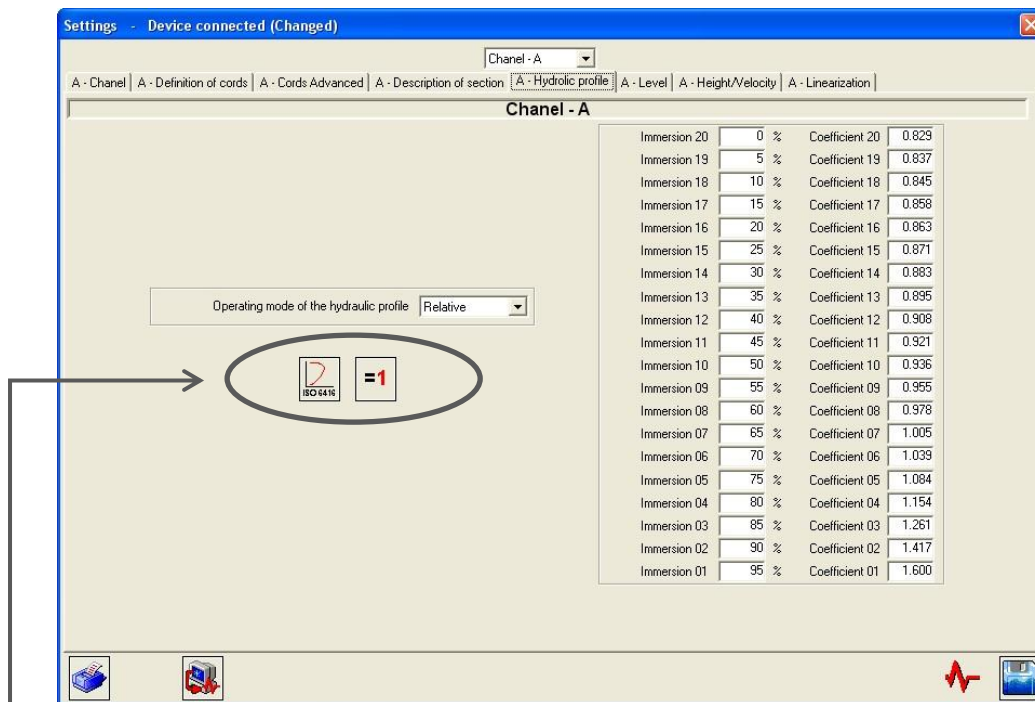 Settings - Device connected (Changed)
Chanel - A
A - Chanel A - Definition of cords A - Cords Advanced A - Description of section A - Hydrolic profile A - Level A - Height/Velocity A - Linearization
Chanel - A
Immersion 20 0 % Coefficient 20 0.829
Immersion 19 5 % Coefficient 19 0.837
Immersion 18 10 % Coefficient 18 0.845
Immersion 17 15 % Coefficient 17 0.858
Immersion 16 20 % Coefficient 16 0.863
Immersion 15 25 % Coefficient 15 0.871
Immersion 14 30 % Coefficient 14 0.883
Operating mode of the hydraulic profile Relative
Immersion 13 35 % Coefficient 13 0.895
Immersion 12 40 % Coefficient 12 0.908
Immersion 11 45 % Coefficient 11 0.921
Immersion 10 50 % Coefficient 10 0.936
ISO 6416 =1
Immersion 09 55 % Coefficient 09 0.955
Immersion 08 60 % Coefficient 08 0.978
Immersion 07 65 % Coefficient 07 1.005
Immersion 06 70 % Coefficient 06 1.039
Immersion 05 75 % Coefficient 05 1.084
Immersion 04 80 % Coefficient 04 1.154
Immersion 03 85 % Coefficient 03 1.261
Immersion 02 90 % Coefficient 02 1.417
Immersion 01 95 % Coefficient 01 1.600